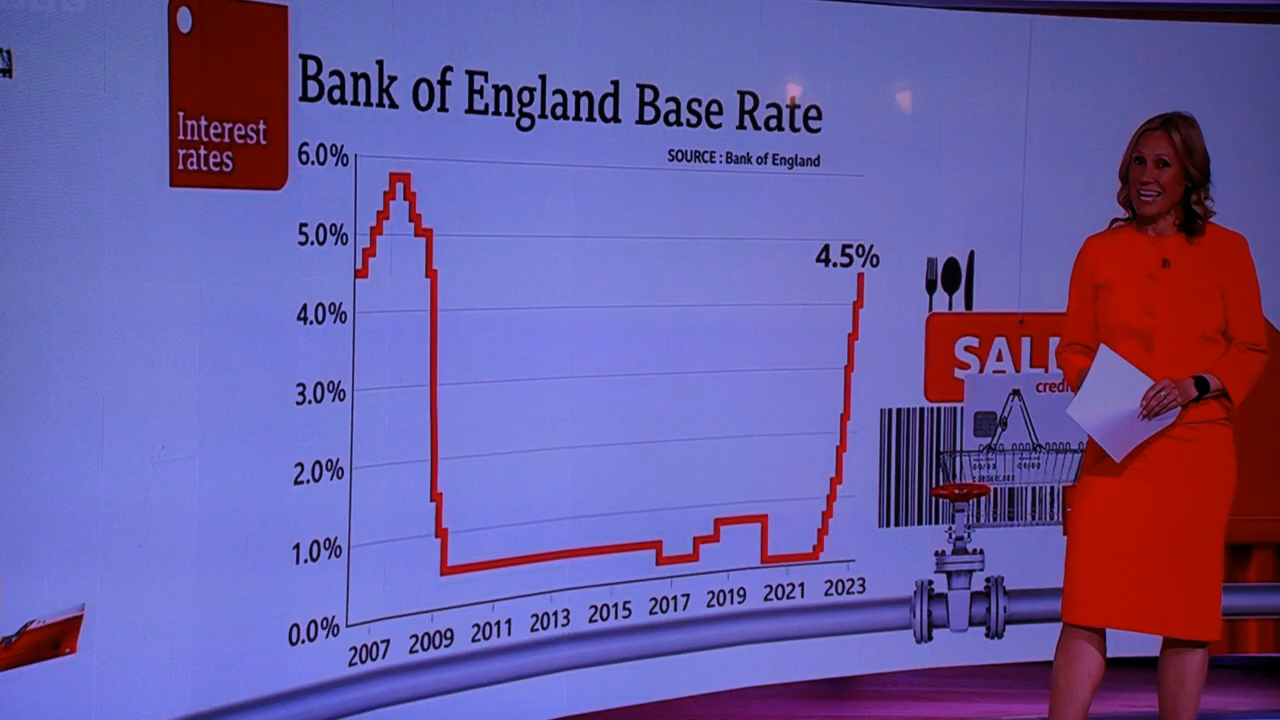 Interest
rates
Bank of England Base Rate
SOURCE : Bank of England
6.0%
5.0%
4.0%
3.0%
2.0%
1.0%
0.0%
4.5%
2007 2009 2011 2013 2015 2017 2019 2021 2023
SAL
credi